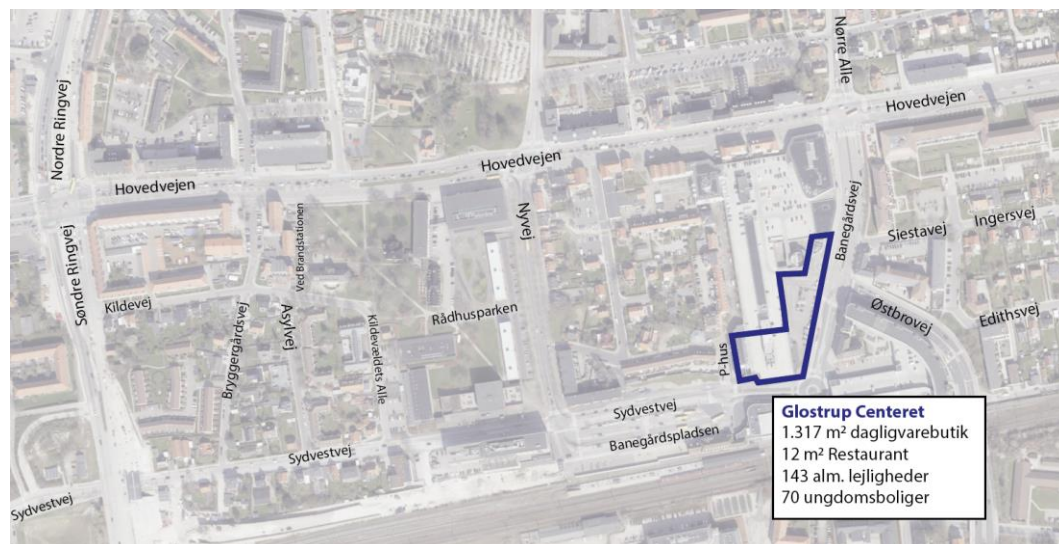 Nordre Ringvej
Nørre Alle
Hovedvejen
Hovedvejen
Hovedvejen
Ved Brandstationen
Nyvej
Banegårdsvej
Siestavej
Ingersvej
Søndre Ringvej
Kildevej
Bryggergårdsvej
Asylvej
Kildevældets Alle
Rådhusparken
P-hus
Østbrovej
Edithsvej
Sydvestvej
Banegårdspladsen
Sydvestvej
Sydvestvej
Glostrup Centeret
1.317 m² dagligvarebutik
12 m² Restaurant
143 alm. lejligheder
70 ungdomsboliger